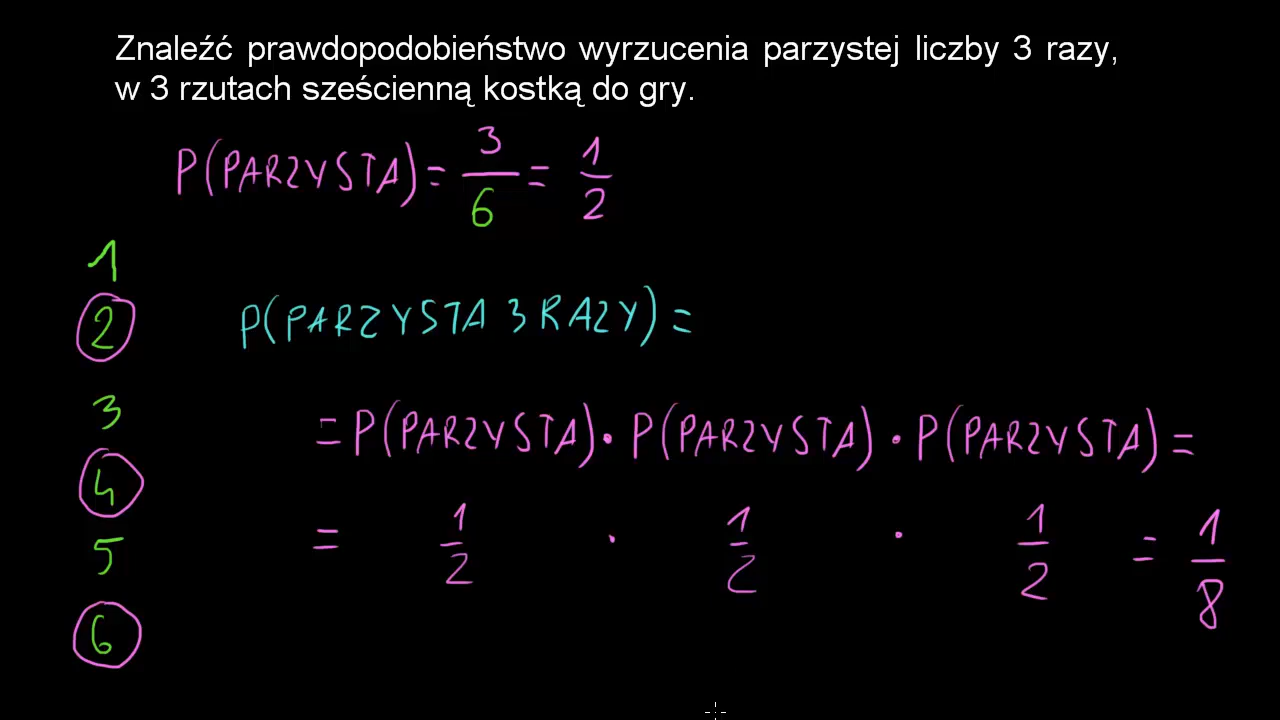 Znaleźć prawdopodobieństwo wyrzucenia parzystej liczby 3 razy,
w 3 rzutach sześcienną kostką do gry.
P(PARZYSTA) = 3/6 = 1/2
1
2
P(PARZYSTA 3 RAZY) =
3
= P(PARZYSTA) · P(PARZYSTA) · P(PARZYSTA) =
4
= 1/2 · 1/2 · 1/2 = 1/8
5
6